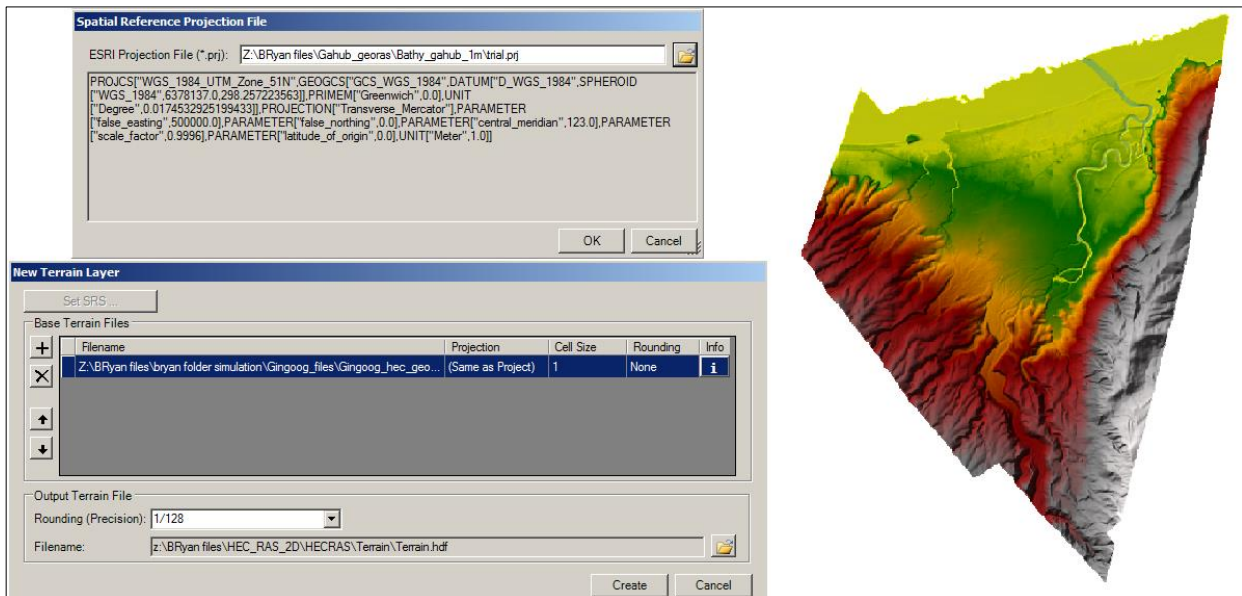 Spatial Reference Projection File
ESRI Projection File (*.prj): Z:\BRyan files\Gahub_georas\Bathy_gahub_1m\trial.prj
PROJCS["WGS_1984_UTM_Zone_51N",GEOGCS["GCS_WGS_1984",DATUM["D_WGS_1984",SPHEROID
["WGS_1984",6378137.0,298.257223563]],PRIMEM["Greenwich",0.0],UNIT
["Degree",0.0174532925199433]],PROJECTION["Transverse_Mercator"],PARAMETER
["false_easting",500000.0],PARAMETER["false_northing",0.0],PARAMETER["central_meridian",123.0],PARAMETER
["scale_factor",0.9996],PARAMETER["latitude_of_origin",0.0],UNIT["Meter",1.0]]
OK Cancel
New Terrain Layer
Set SRS ...
Base Terrain Files
Filename Projection Cell Size Rounding Info
Z:\BRyan files\bryan folder simulation\Gingoog_files\Gingoog_hec_geo... (Same as Project) 1 None i
Output Terrain File
Rounding (Precision): 1/128
Filename: z:\BRyan files\HEC_RAS_2D\HECRAS\Terrain\Terrain.hdf
Create Cancel